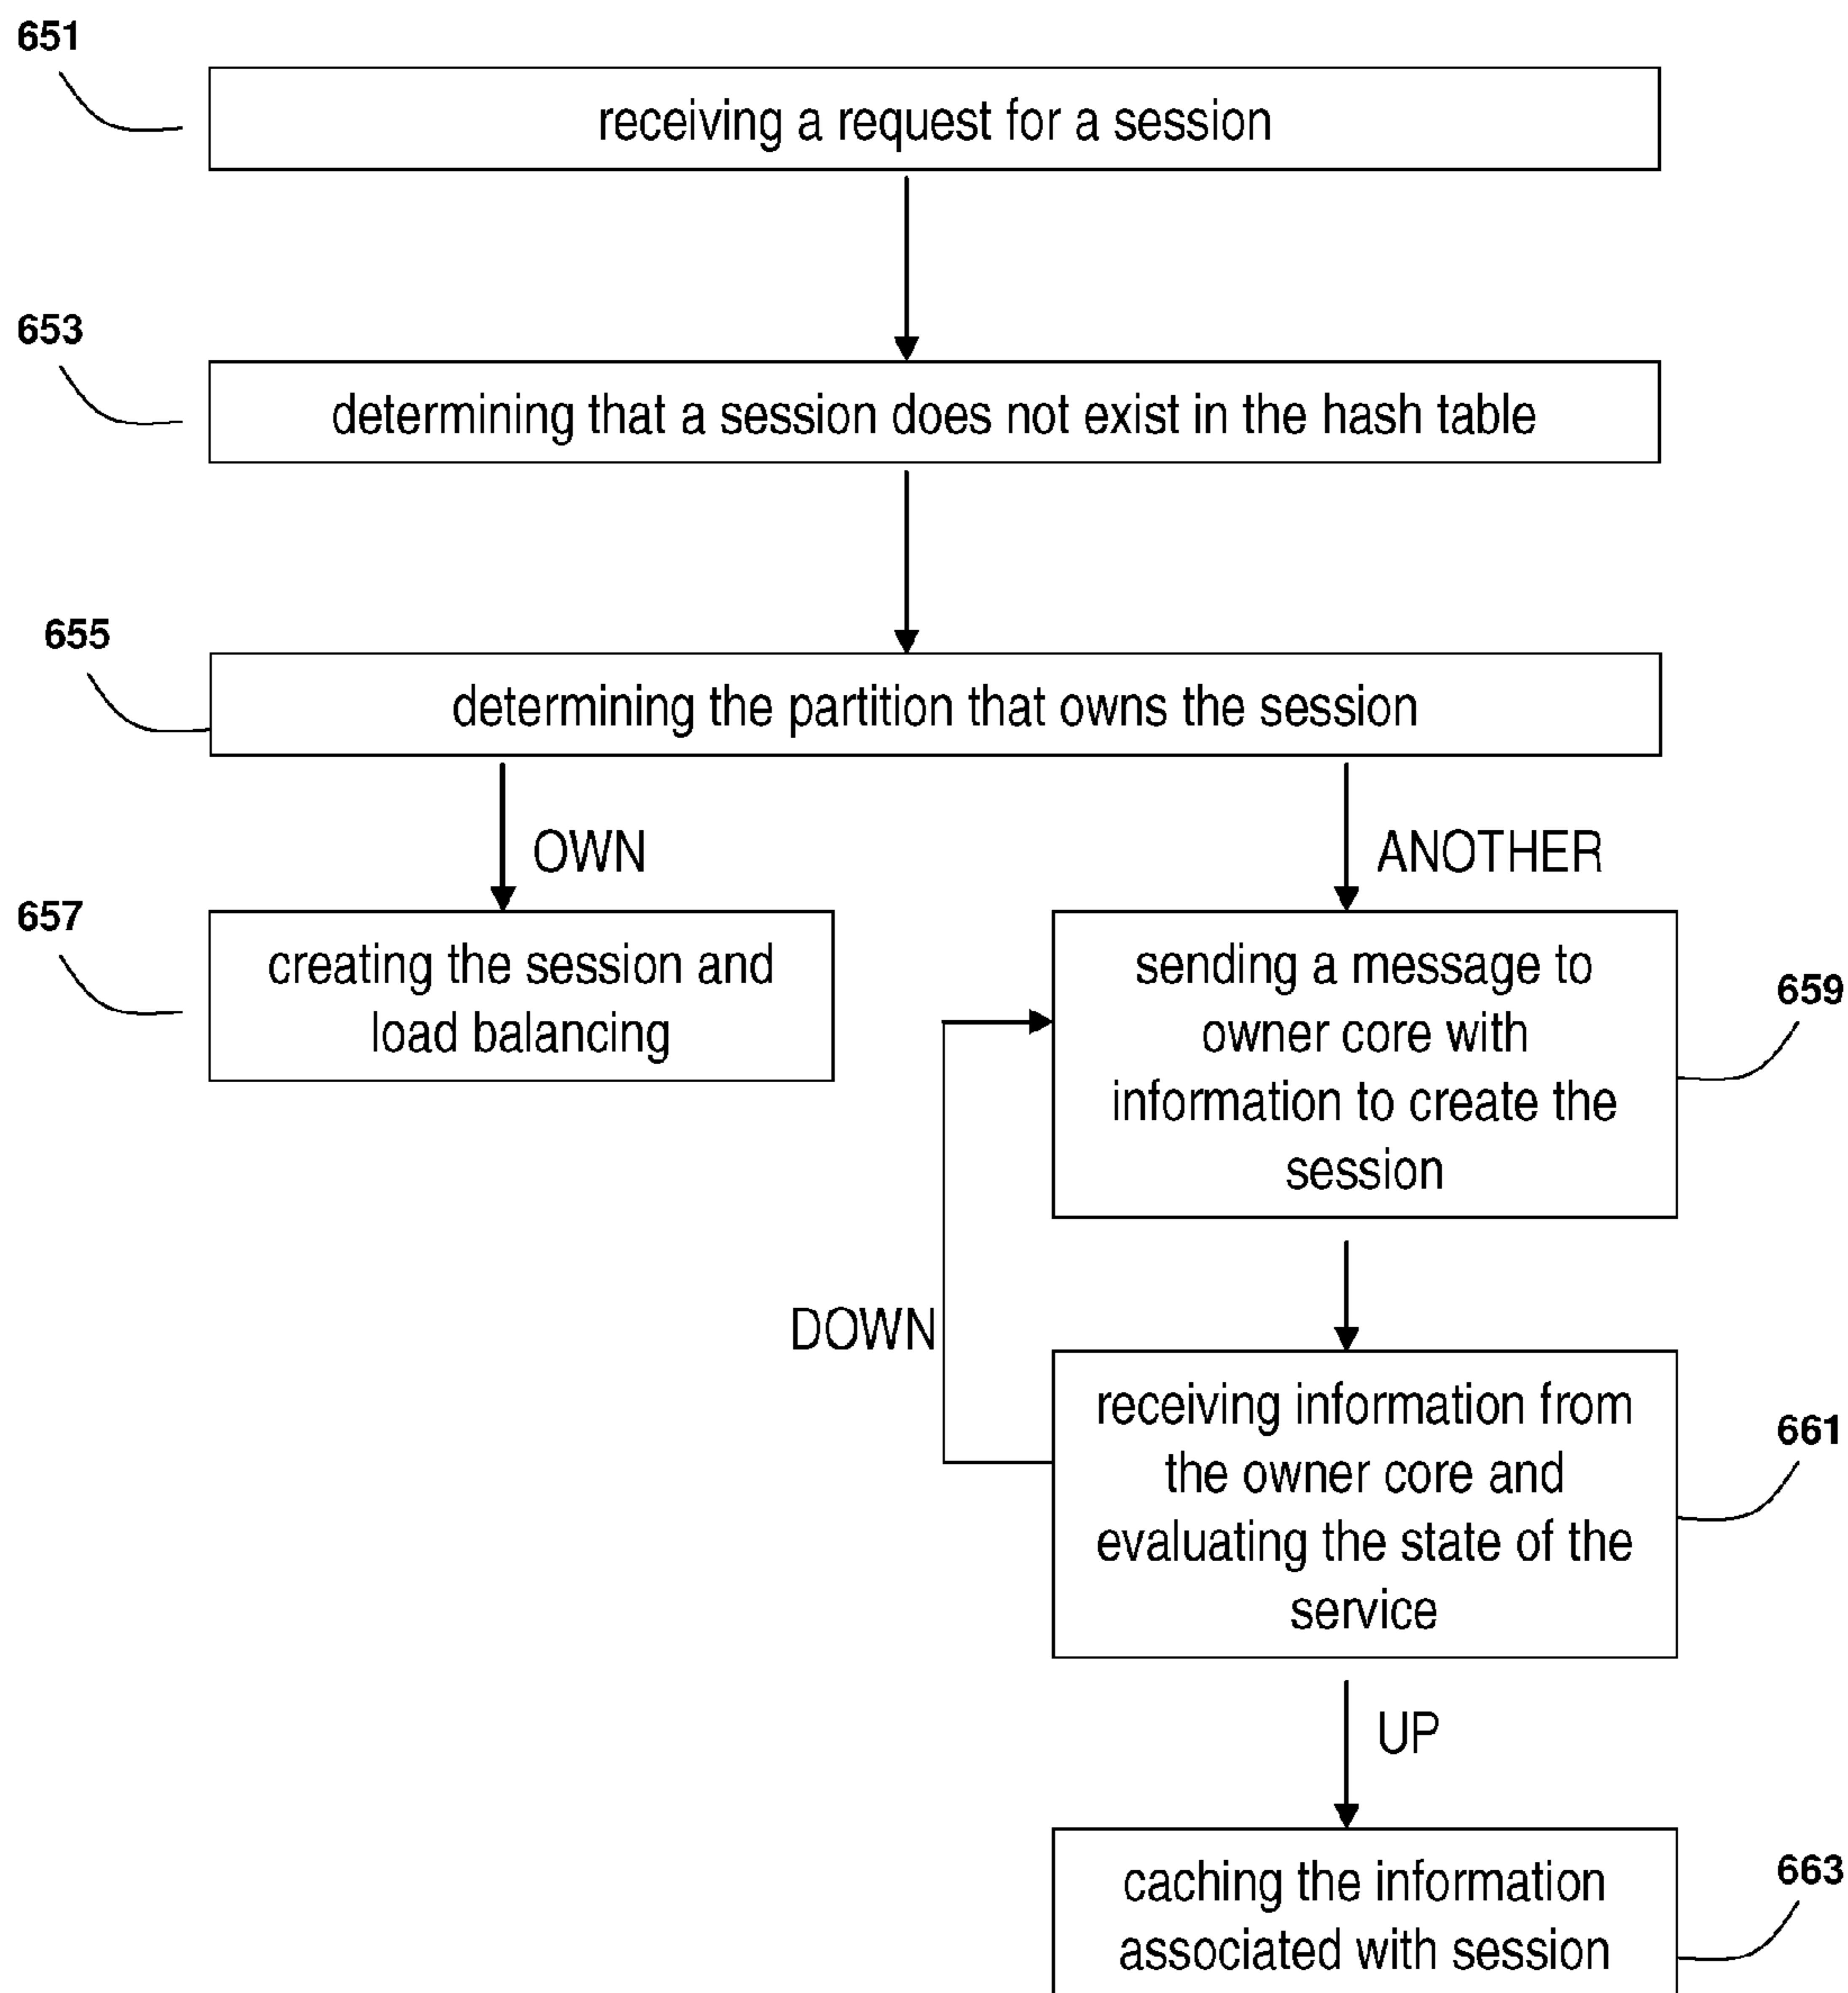 651
receiving a request for a session
653
determining that a session does not exist in the hash table
655
determining the partition that owns the session
OWN
ANOTHER
657
creating the session and
load balancing
sending a message to
owner core with
information to create the
session
659
DOWN
receiving information from
the owner core and
evaluating the state of the
service
661
UP
caching the information
associated with session
663